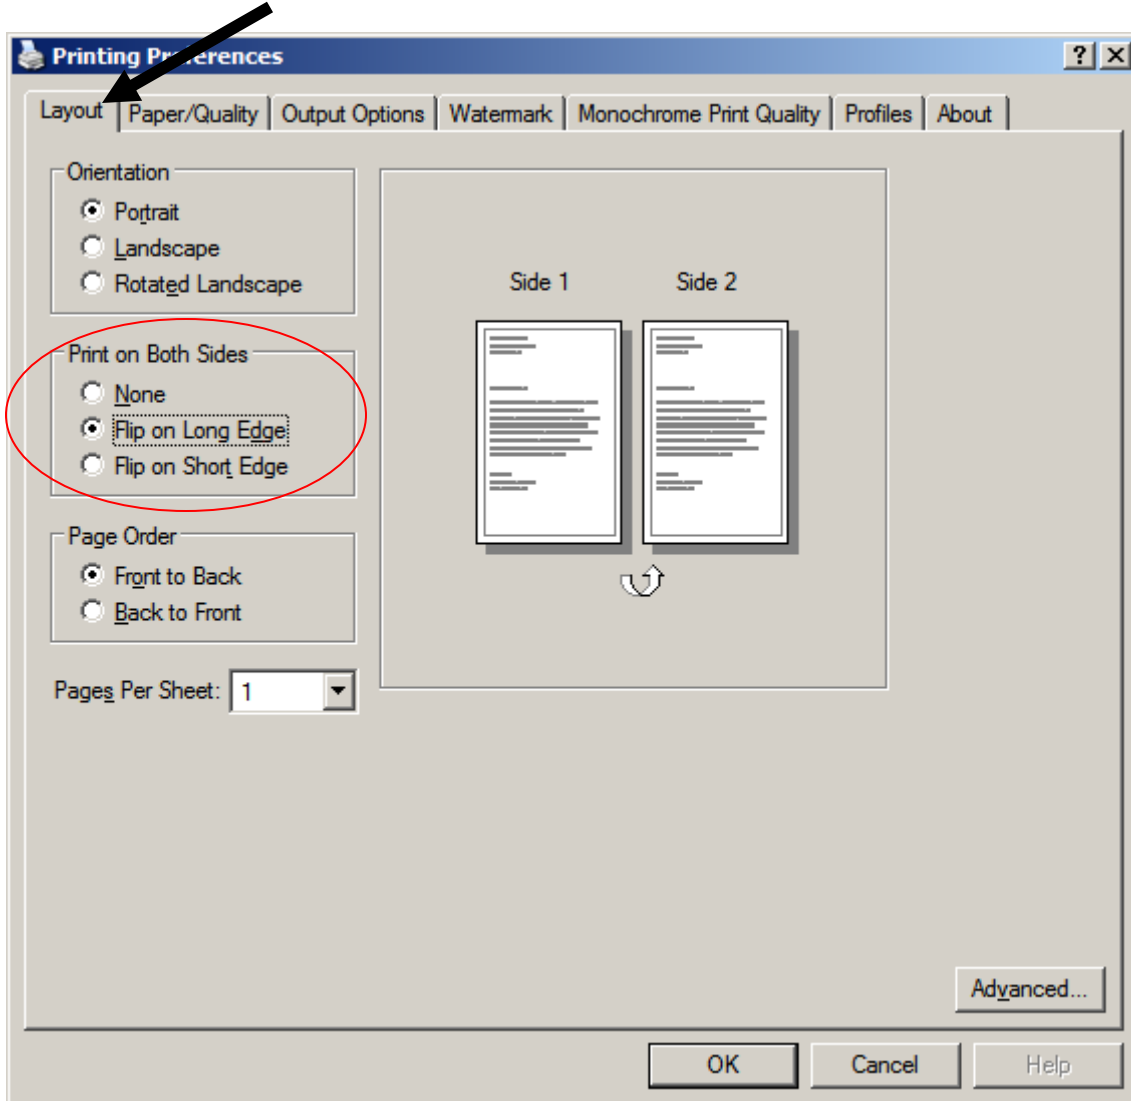 Printing Preferences
Layout Paper/Quality Output Options Watermark Monochrome Print Quality Profiles About
Orientation
Portrait
Landscape
Rotated Landscape
Side 1 Side 2
Print on Both Sides
None
Flip on Long Edge
Flip on Short Edge
Page Order
Front to Back
Back to Front
Pages Per Sheet: 1
Advanced...
OK Cancel Help